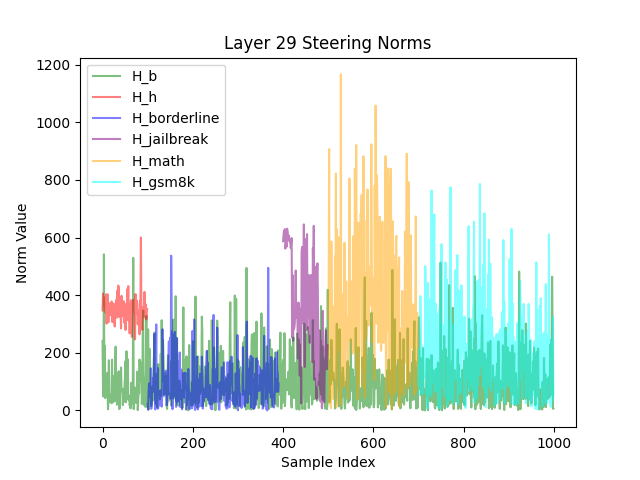 Layer 29 Steering Norms
1200
1000
800
600
400
200
0
Norm Value
H_b
H_h
H_borderline
H_jailbreak
H_math
H_gsm8k
0
200
400
600
800
1000
Sample Index